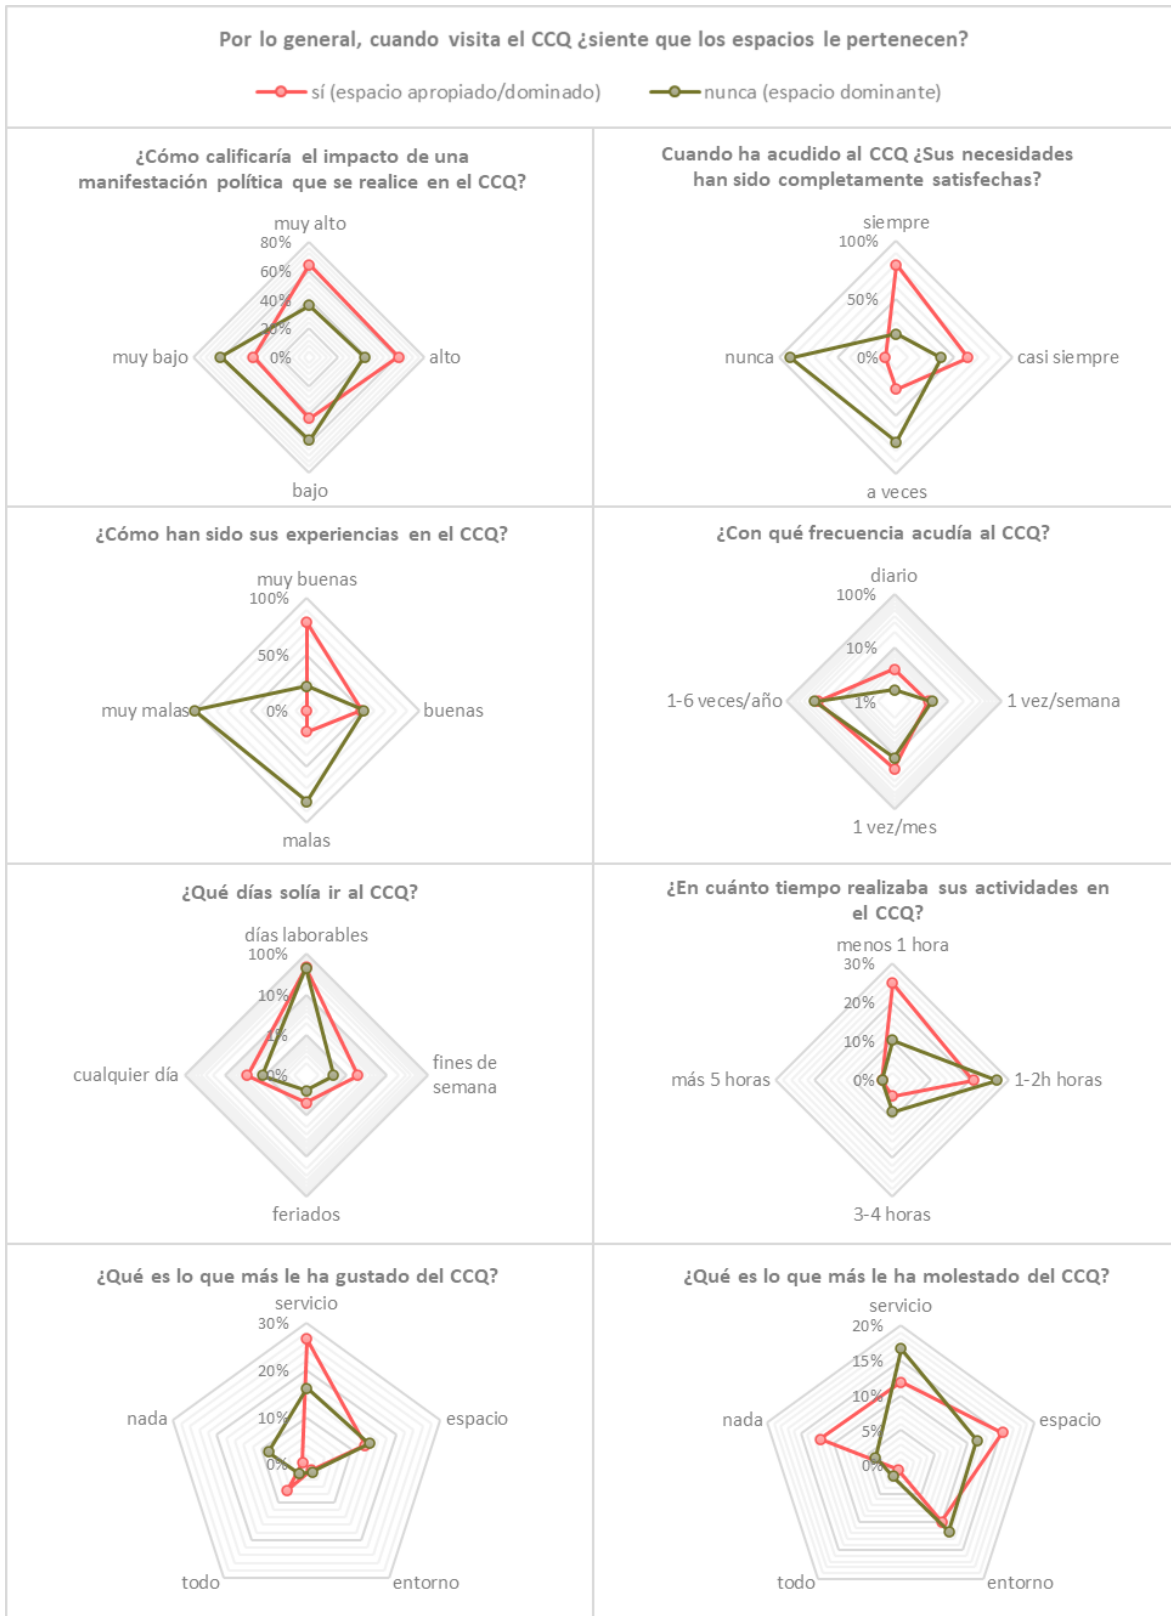 Por lo general, cuando visita el CCQ ¿siente que los espacios le pertenecen?
sí (espacio apropiado/dominado)
nunca (espacio dominante)
¿Cómo calificaría el impacto de una
manifestación política que se realice en el CCQ?
muy alto
80%
60%
40%
20%
0%
muy bajo
alto
bajo
Cuando ha acudido al CCQ ¿Sus necesidades
han sido completamente satisfechas?
siempre
100%
50%
0%
nunca
casi siempre
a veces
¿Cómo han sido sus experiencias en el CCQ?
muy buenas
100%
50%
0%
muy malas
buenas
malas
¿Con qué frecuencia acudía al CCQ?
diario
100%
10%
1%
1-6 veces/año
1 vez/semana
1 vez/mes
¿Qué días solía ir al CCQ?
días laborables
100%
10%
1%
0%
cualquier día
fines de
semana
feriados
¿En cuánto tiempo realizaba sus actividades en
el CCQ?
menos 1 hora
30%
20%
10%
0%
más 5 horas
1-2h horas
3-4 horas
¿Qué es lo que más le ha gustado del CCQ?
servicio
30%
20%
10%
0%
nada
espacio
todo
entorno
¿Qué es lo que más le ha molestado del CCQ?
servicio
20%
15%
10%
5%
0%
nada
espacio
todo
entorno